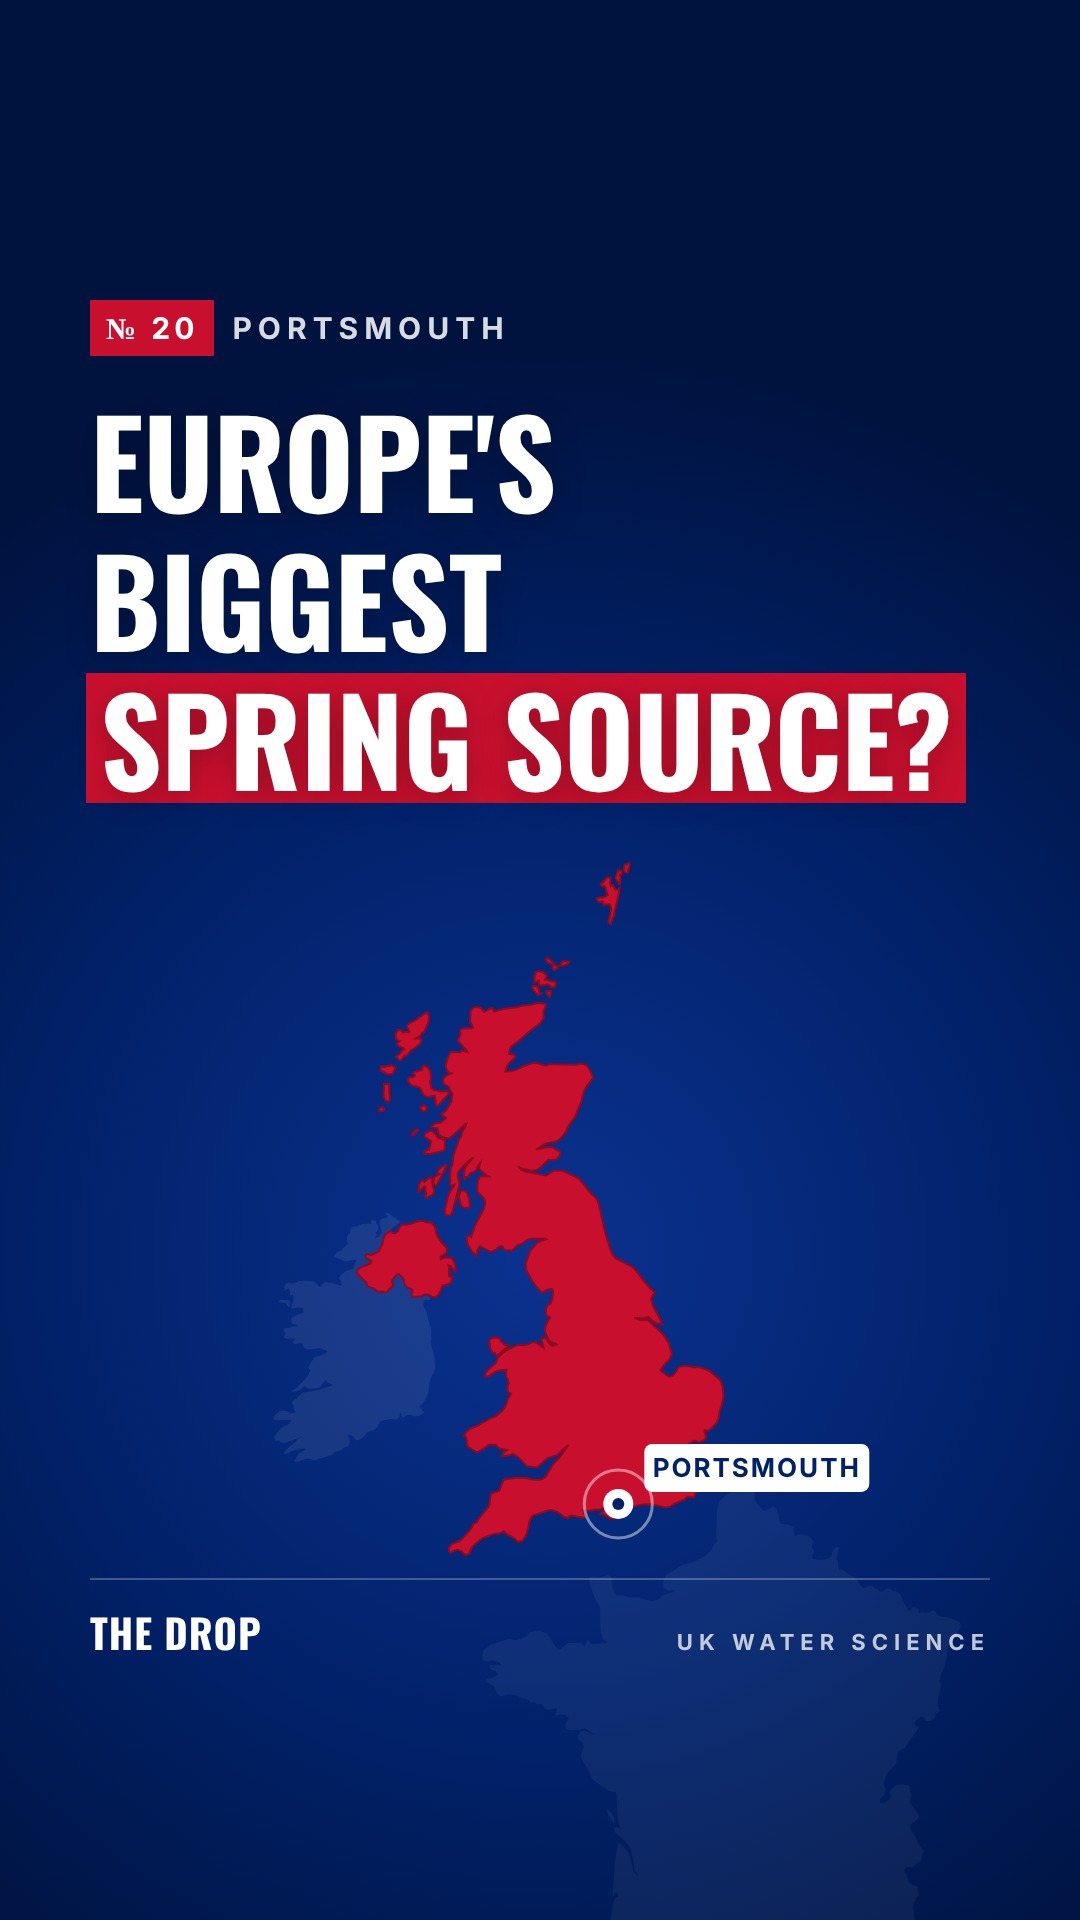 № 20 PORTSMOUTH
EUROPE'S
BIGGEST
SPRING SOURCE?
PORTSMOUTH
THE DROP
UK WATER SCIENCE